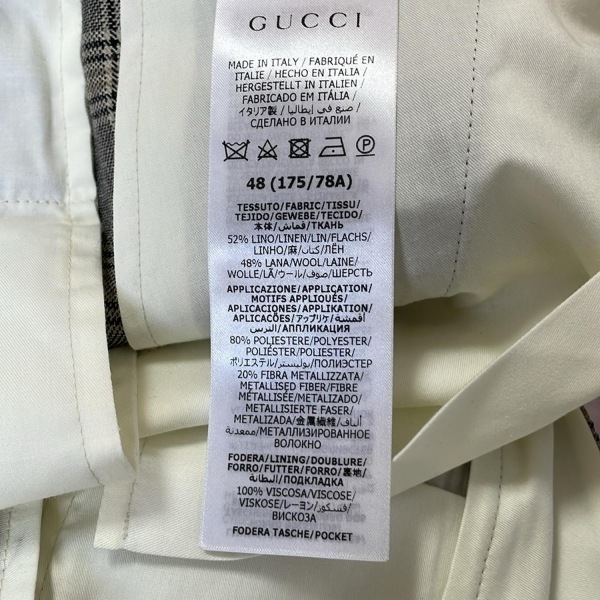 GUCCI
MADE IN ITALY / FABRIQUÉ EN
ITALIE / HECHO EN ITALIA /
HERGESTELLT IN ITALIEN /
FABRICADO EM ITÁLIA /
イタリア製 / صنع في إيطاليا /
СДЕЛАНО В ИТАЛИИ
P
48 (175/78A)
TESSUTO/FABRIC/TISSU/
TEJIDO/GEWEBE/TECIDO/
本体/قماش/ТКАНЬ
52% LINO/LINEN/LIN/FLACHS/
LINHO/麻/كتان/ЛЁН
48% LANA/WOOL/LAINE/
WOLLE/LÃ/ウール/صوف/ШЕРСТЬ
APPLICAZIONE/APPLICATION/
MOTIFS APPLIQUÉS/
APLICACIONES/APPLIKATION/
APLICAÇÕES/アップリケ/أقمشة
التزيين/АППЛИКАЦИЯ
80% POLIESTERE/POLYESTER/
POLIÉSTER/POLIESTER/
ポリエステル/بوليستر/ПОЛИЭСТЕР
20% FIBRA METALLIZZATA/
METALLISED FIBER/FIBRE
MÉTALLISÉE/METALIZADO/
METALLISIERTE FASER/
METALIZADA/金属繊維/ألياف
معدنية/МЕТАЛЛИЗИРОВАННОЕ
ВОЛОКНО
FODERA/LINING/DOUBLURE/
FORRO/FUTTER/FORRO/裏地/
البطانة/ПОДКЛАДКА
100% VISCOSA/VISCOSE/
VISKOSE/レーヨン/فسكوز/
ВИСКОЗА
FODERA TASCHE/POCKET